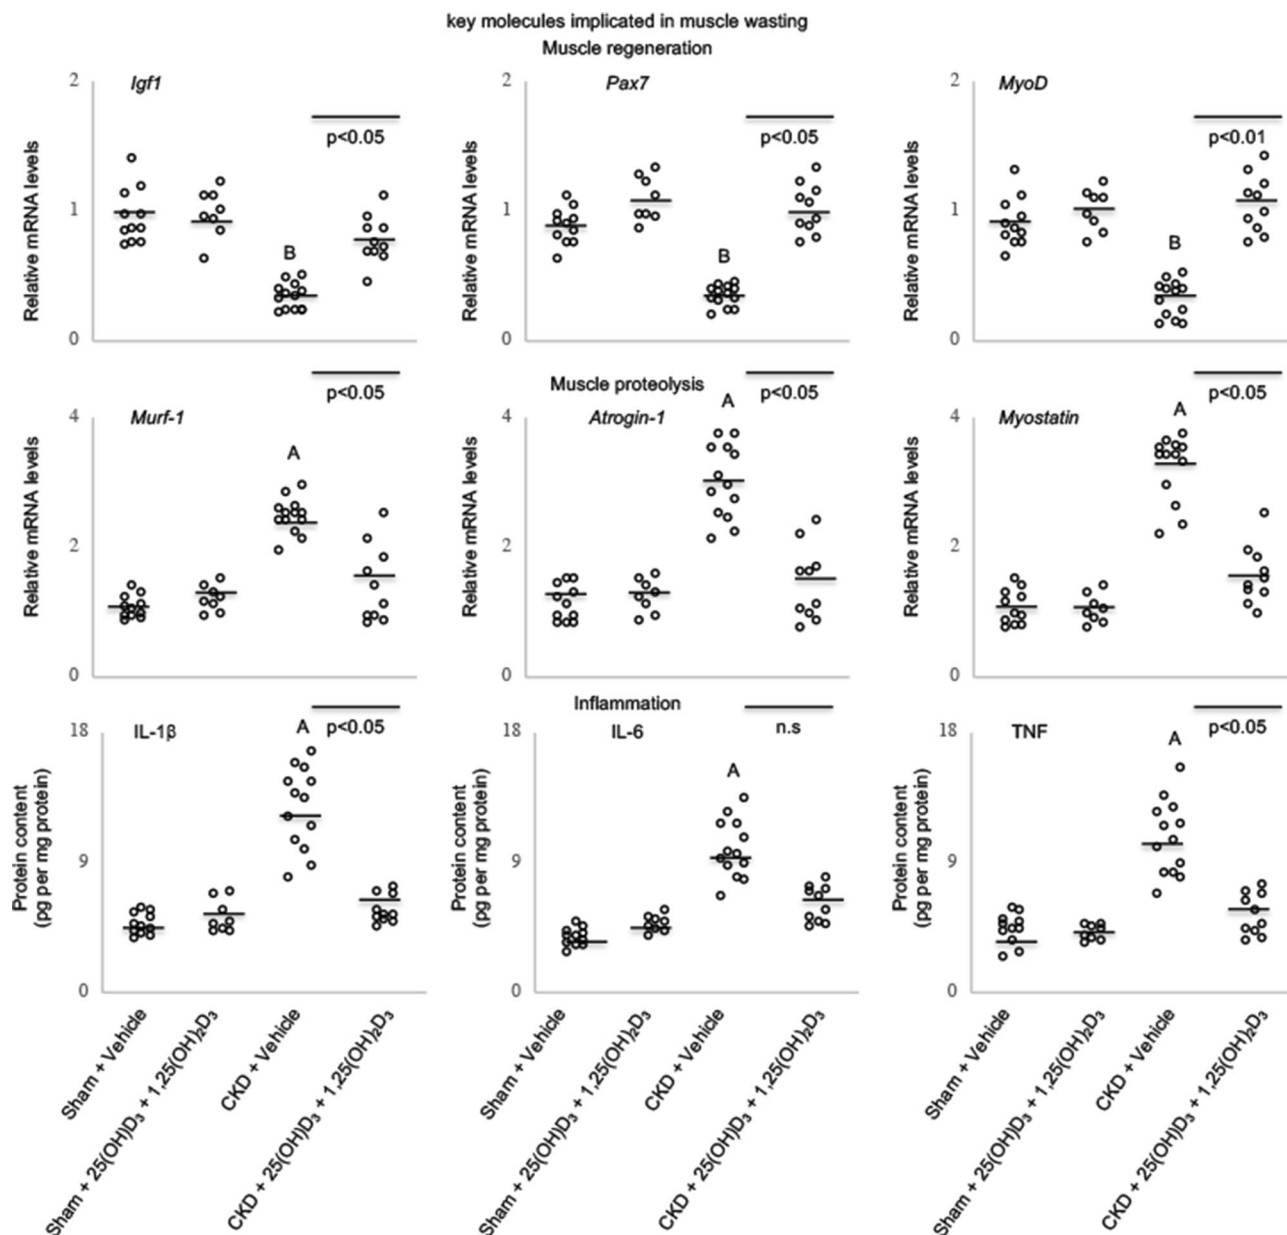 key molecules implicated in muscle wasting
Muscle regeneration
Igf1
Pax7
MyoD
2
2
2
p<0.05
p<0.05
p<0.01
Relative mRNA levels
Relative mRNA levels
Relative mRNA levels
1
1
1
B
B
B
0
0
0
Muscle proteolysis
p<0.05
p<0.05
p<0.05
Murf-1
Atrogin-1
Myostatin
4
4
4
A
A
A
Relative mRNA levels
Relative mRNA levels
Relative mRNA levels
2
2
2
0
0
0
Inflammation
IL-1β
IL-6
TNF
p<0.05
n.s
p<0.05
18
18
18
A
A
A
Protein content
(pg per mg protein)
Protein content
(pg per mg protein)
Protein content
(pg per mg protein)
9
9
9
0
0
0
Sham + Vehicle
Sham + 25(OH)D₃ + 1,25(OH)₂D₃
CKD + Vehicle
CKD + 25(OH)D₃ + 1,25(OH)₂D₃
Sham + Vehicle
Sham + 25(OH)D₃ + 1,25(OH)₂D₃
CKD + Vehicle
CKD + 25(OH)D₃ + 1,25(OH)₂D₃
Sham + Vehicle
Sham + 25(OH)D₃ + 1,25(OH)₂D₃
CKD + Vehicle
CKD + 25(OH)D₃ + 1,25(OH)₂D₃